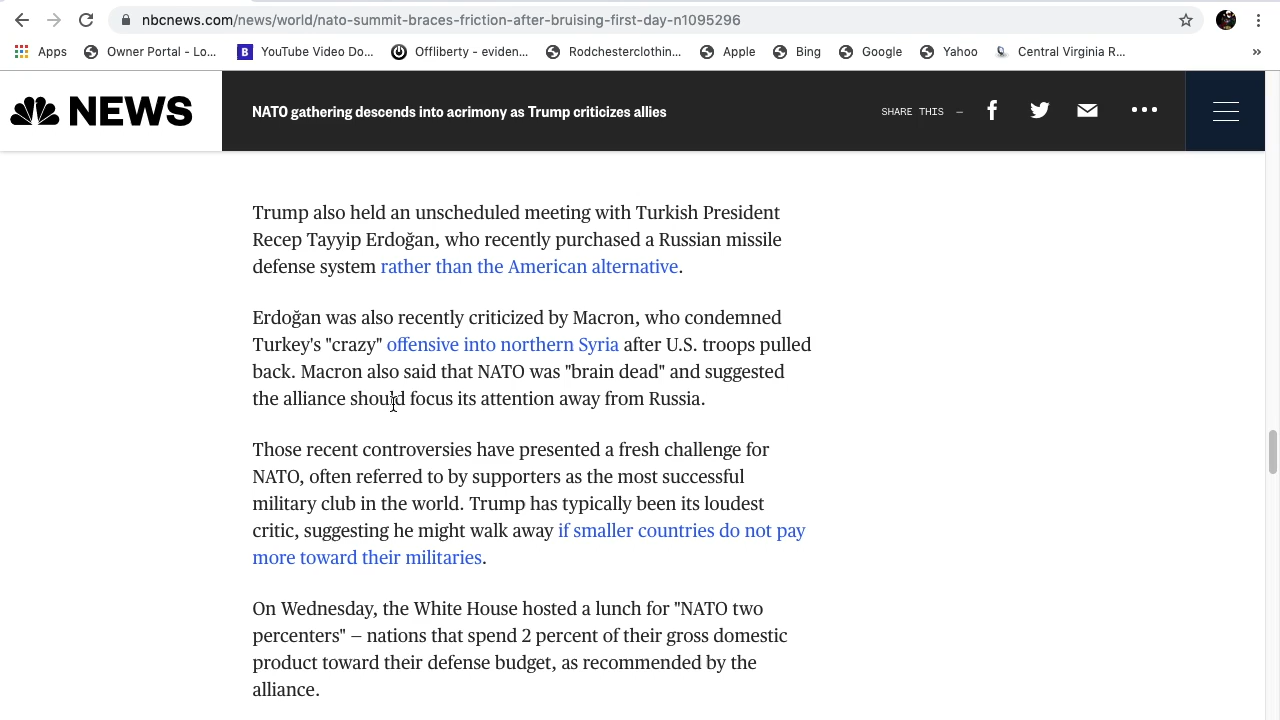 nbcnews.com/news/world/nato-summit-braces-friction-after-bruising-first-day-n1095296
Apps Owner Portal - Lo... B YouTube Video Do... Offliberty - eviden... Rodchesterclothin... Apple Bing Google Yahoo Central Virginia R... »
NEWS NATO gathering descends into acrimony as Trump criticizes allies SHARE THIS –
Trump also held an unscheduled meeting with Turkish President
Recep Tayyip Erdoğan, who recently purchased a Russian missile
defense system rather than the American alternative.
Erdoğan was also recently criticized by Macron, who condemned
Turkey's "crazy" offensive into northern Syria after U.S. troops pulled
back. Macron also said that NATO was "brain dead" and suggested
the alliance should focus its attention away from Russia.
Those recent controversies have presented a fresh challenge for
NATO, often referred to by supporters as the most successful
military club in the world. Trump has typically been its loudest
critic, suggesting he might walk away if smaller countries do not pay
more toward their militaries.
On Wednesday, the White House hosted a lunch for "NATO two
percenters" — nations that spend 2 percent of their gross domestic
product toward their defense budget, as recommended by the
alliance.